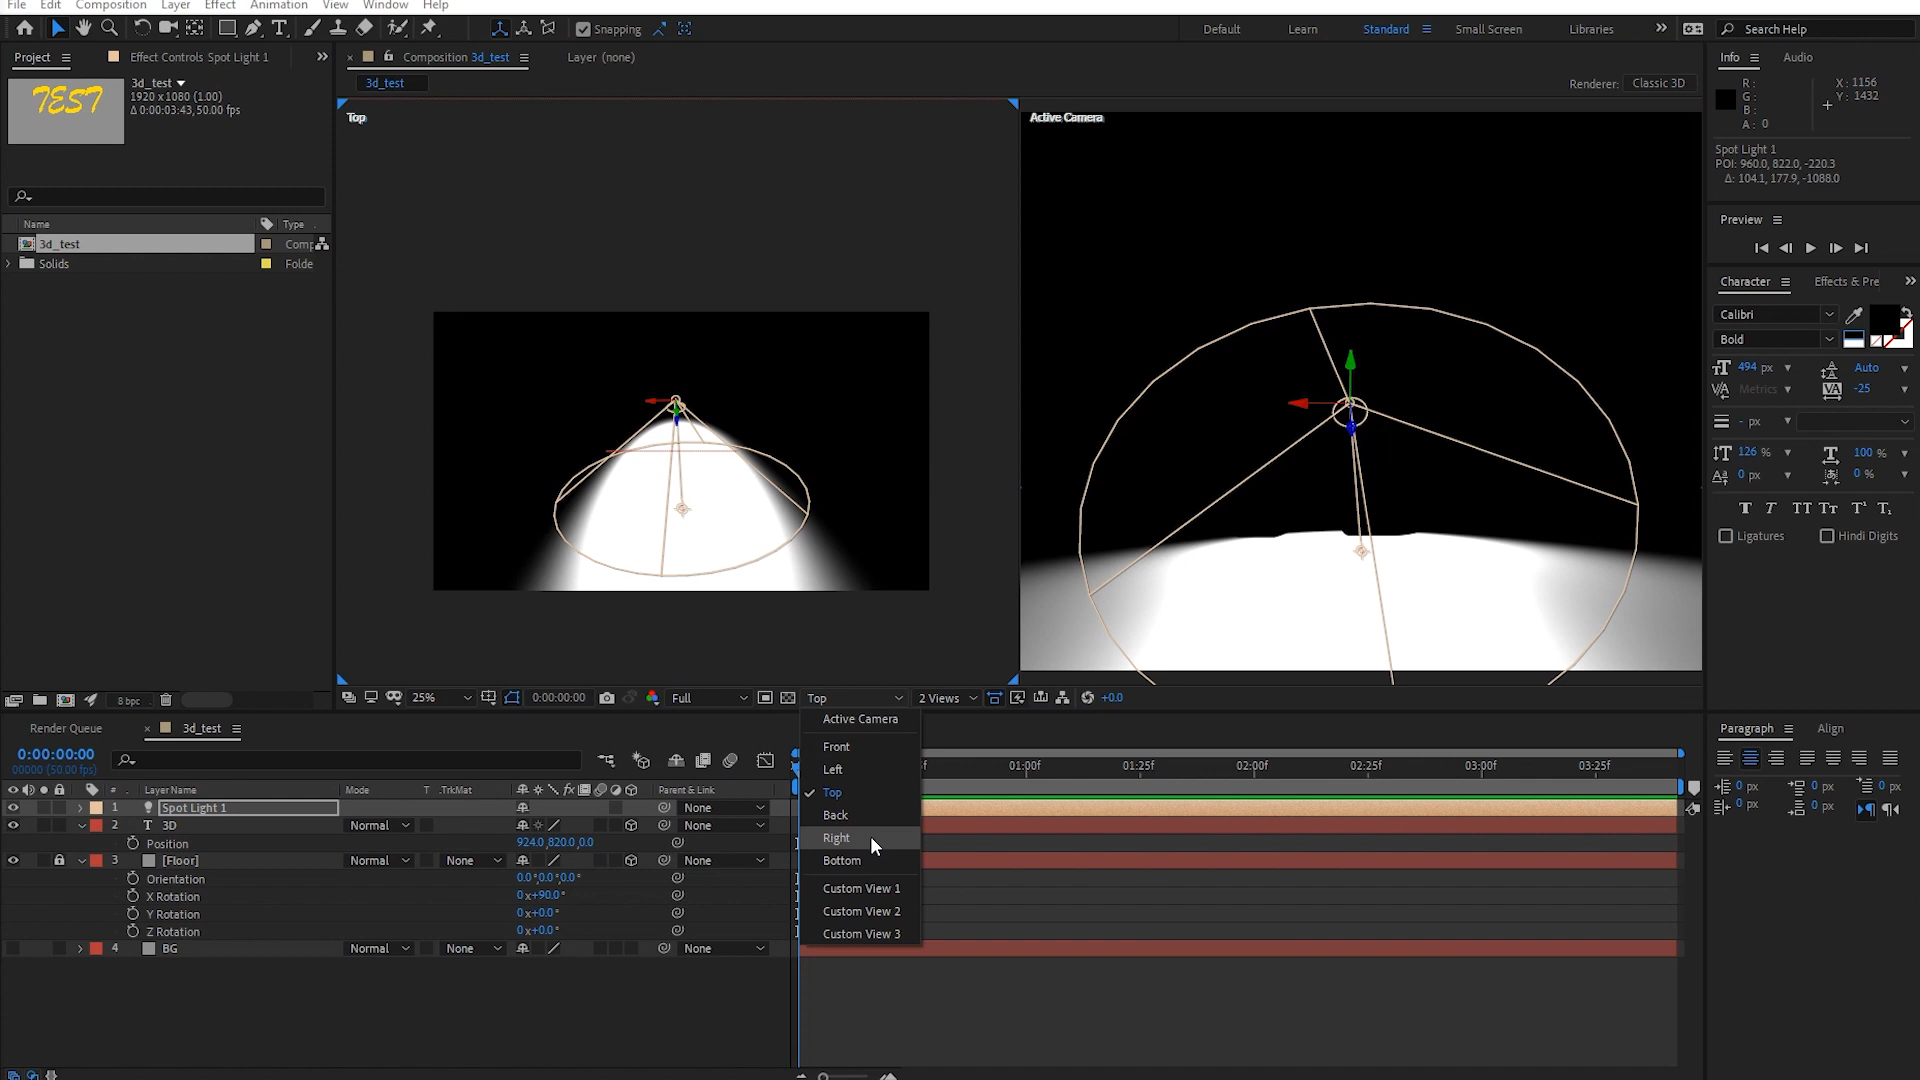 File Edit Composition Layer Effect Animation View Window Help
Snapping
Default Learn Standard Small Screen Libraries Search Help
Project Effect Controls Spot Light 1
3d_test
1920 x1080 (1.00)
Δ 0:00:03:43, 50.00 fps
TEST
Name Type
3d_test Comp
Solids Folde
8 bpc
Composition 3d_test Layer (none)
3d_test
Renderer: Classic 3D
Top
Active Camera
25% 0:00:00:00 Full Top 2 Views +0.0
Active Camera
Front
Left
Top
Back
Right
Bottom
Custom View 1
Custom View 2
Custom View 3
Info Audio
R: X: 1156
G: Y: 1432
B:
A: 0
Spot Light 1
POI: 960.0, 822.0, -220.3
Δ: 104.1, 177.9, -1088.0
Preview
Character Effects & Pre
Calibri
Bold
494 px Auto
Metrics -25
- px
126 % 100 %
0 px 0 %
T T TT Tт T¹ T₁
Ligatures Hindi Digits
Render Queue 3d_test
0:00:00:00
00000 (50.00 fps)
01:00f 01:25f 02:00f 02:25f 03:00f 03:25f
# Layer Name Mode T .TrkMat Parent & Link
1 Spot Light 1 None
2 T 3D Normal None
Position 924.0,820.0,0.0
3 [Floor] Normal None None
Orientation 0.0°,0.0°,0.0°
X Rotation 0x+90.0°
Y Rotation 0x+0.0°
Z Rotation 0x+0.0°
4 BG Normal None None
Paragraph Align
0 px 0 px 0 px
0 px 0 px